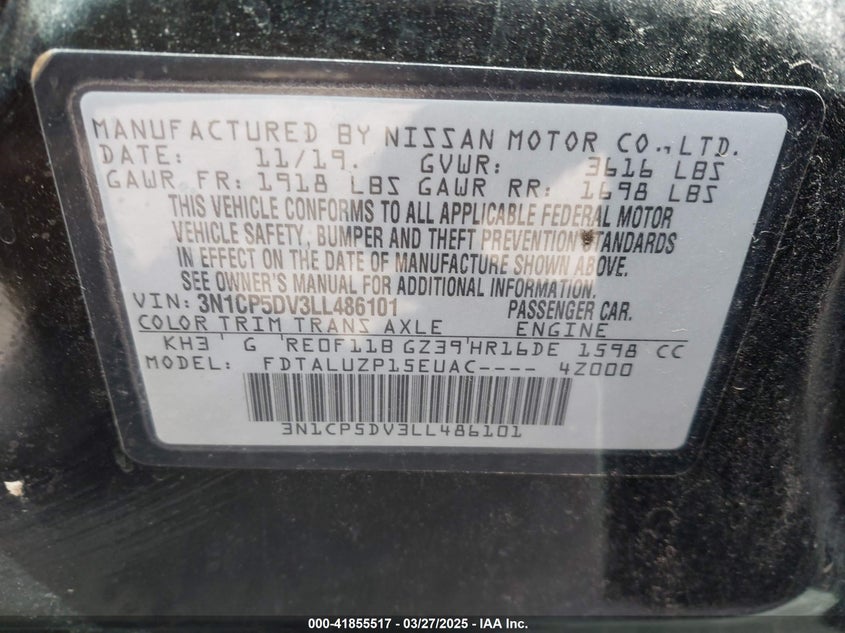 MANUFACTURED BY NISSAN MOTOR CO., LTD.
DATE: 11/19. GVWR: 3616 LBS
GAWR FR: 1918 LBS GAWR RR: 1698 LBS
THIS VEHICLE CONFORMS TO ALL APPLICABLE FEDERAL MOTOR
VEHICLE SAFETY, BUMPER AND THEFT PREVENTION STANDARDS
IN EFFECT ON THE DATE OF MANUFACTURE SHOWN ABOVE.
SEE OWNER'S MANUAL FOR ADDITIONAL INFORMATION.
VIN: 3N1CP5DV3LL486101 PASSENGER CAR.
COLOR TRIM TRANS AXLE ENGINE
KH3 G RE0F11B GZ39 HR16DE 1598 CC
MODEL: FDTALUZP15EUAC---- 4Z000
3N1CP5DV3LL486101
000-41855517 - 03/27/2025 - IAA Inc.